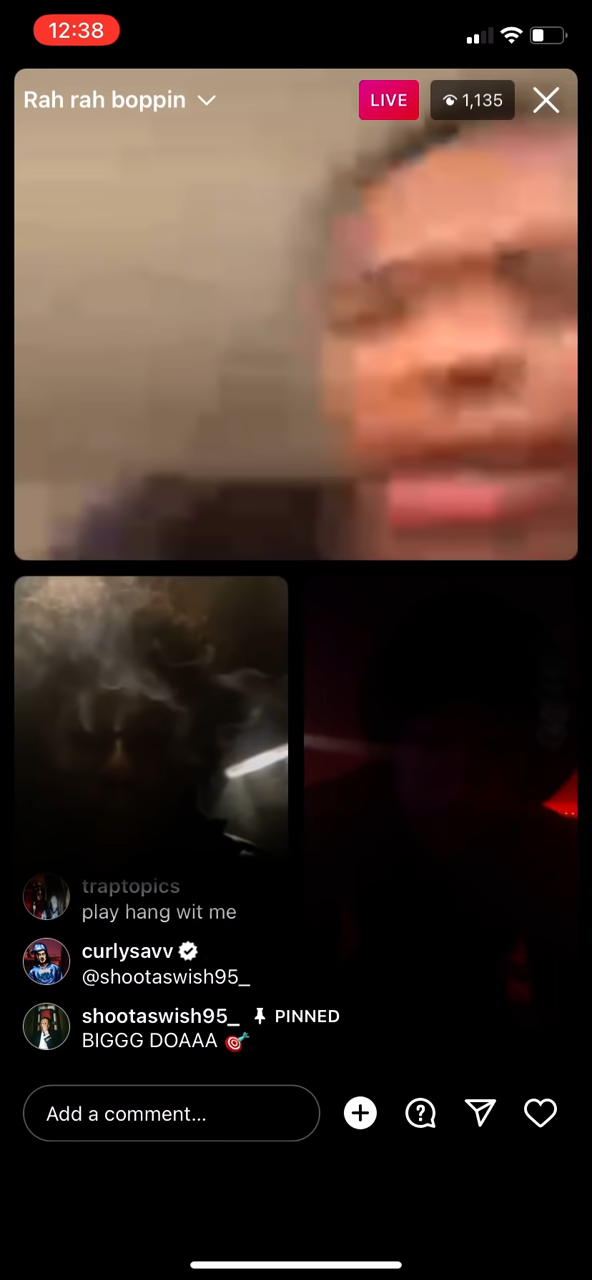 12:38
Rah rah boppin
LIVE
1,135
traptopics
play hang wit me
curlysavv
@shootaswish95_
shootaswish95_ PINNED
BIGGG DOAAA 🎯
Add a comment...